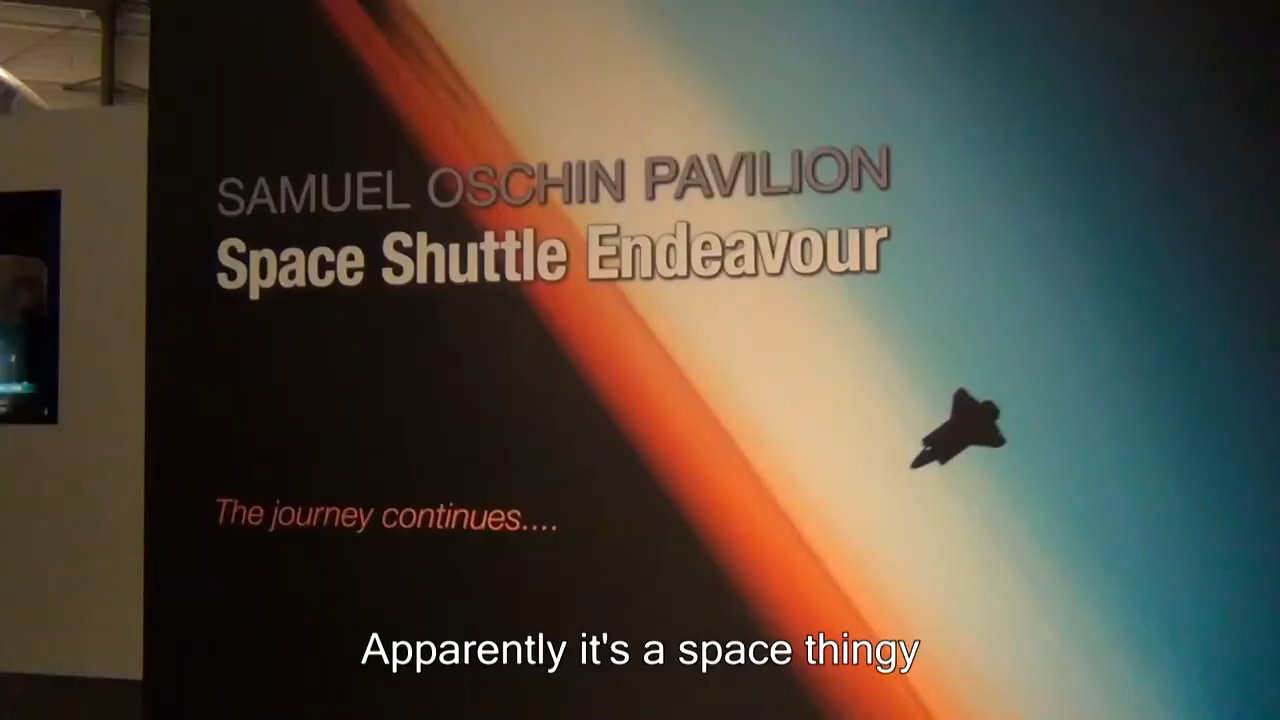 SAMUEL OSCHIN PAVILION
Space Shuttle Endeavour
The journey continues....
Apparently it's a space thingy